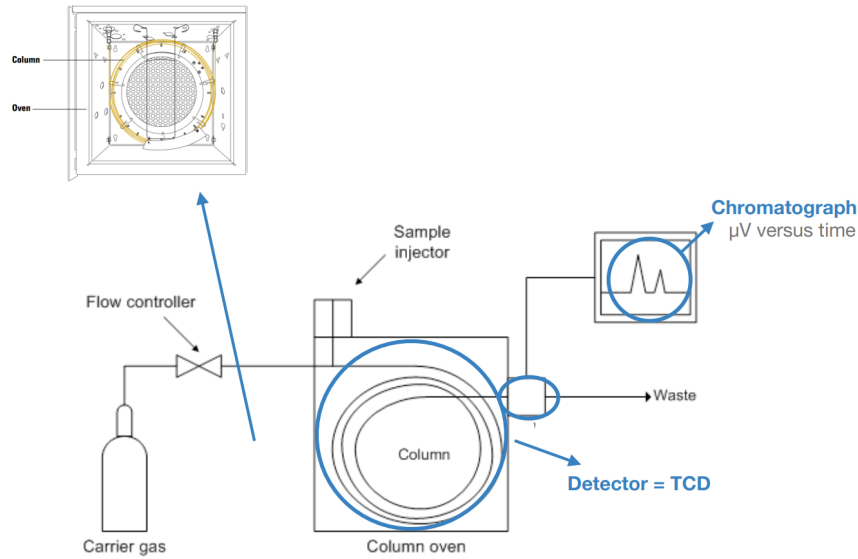 Column
Oven
Chromatograph
µV versus time
Sample
injector
Flow controller
Waste
Column
Detector = TCD
Carrier gas
Column oven